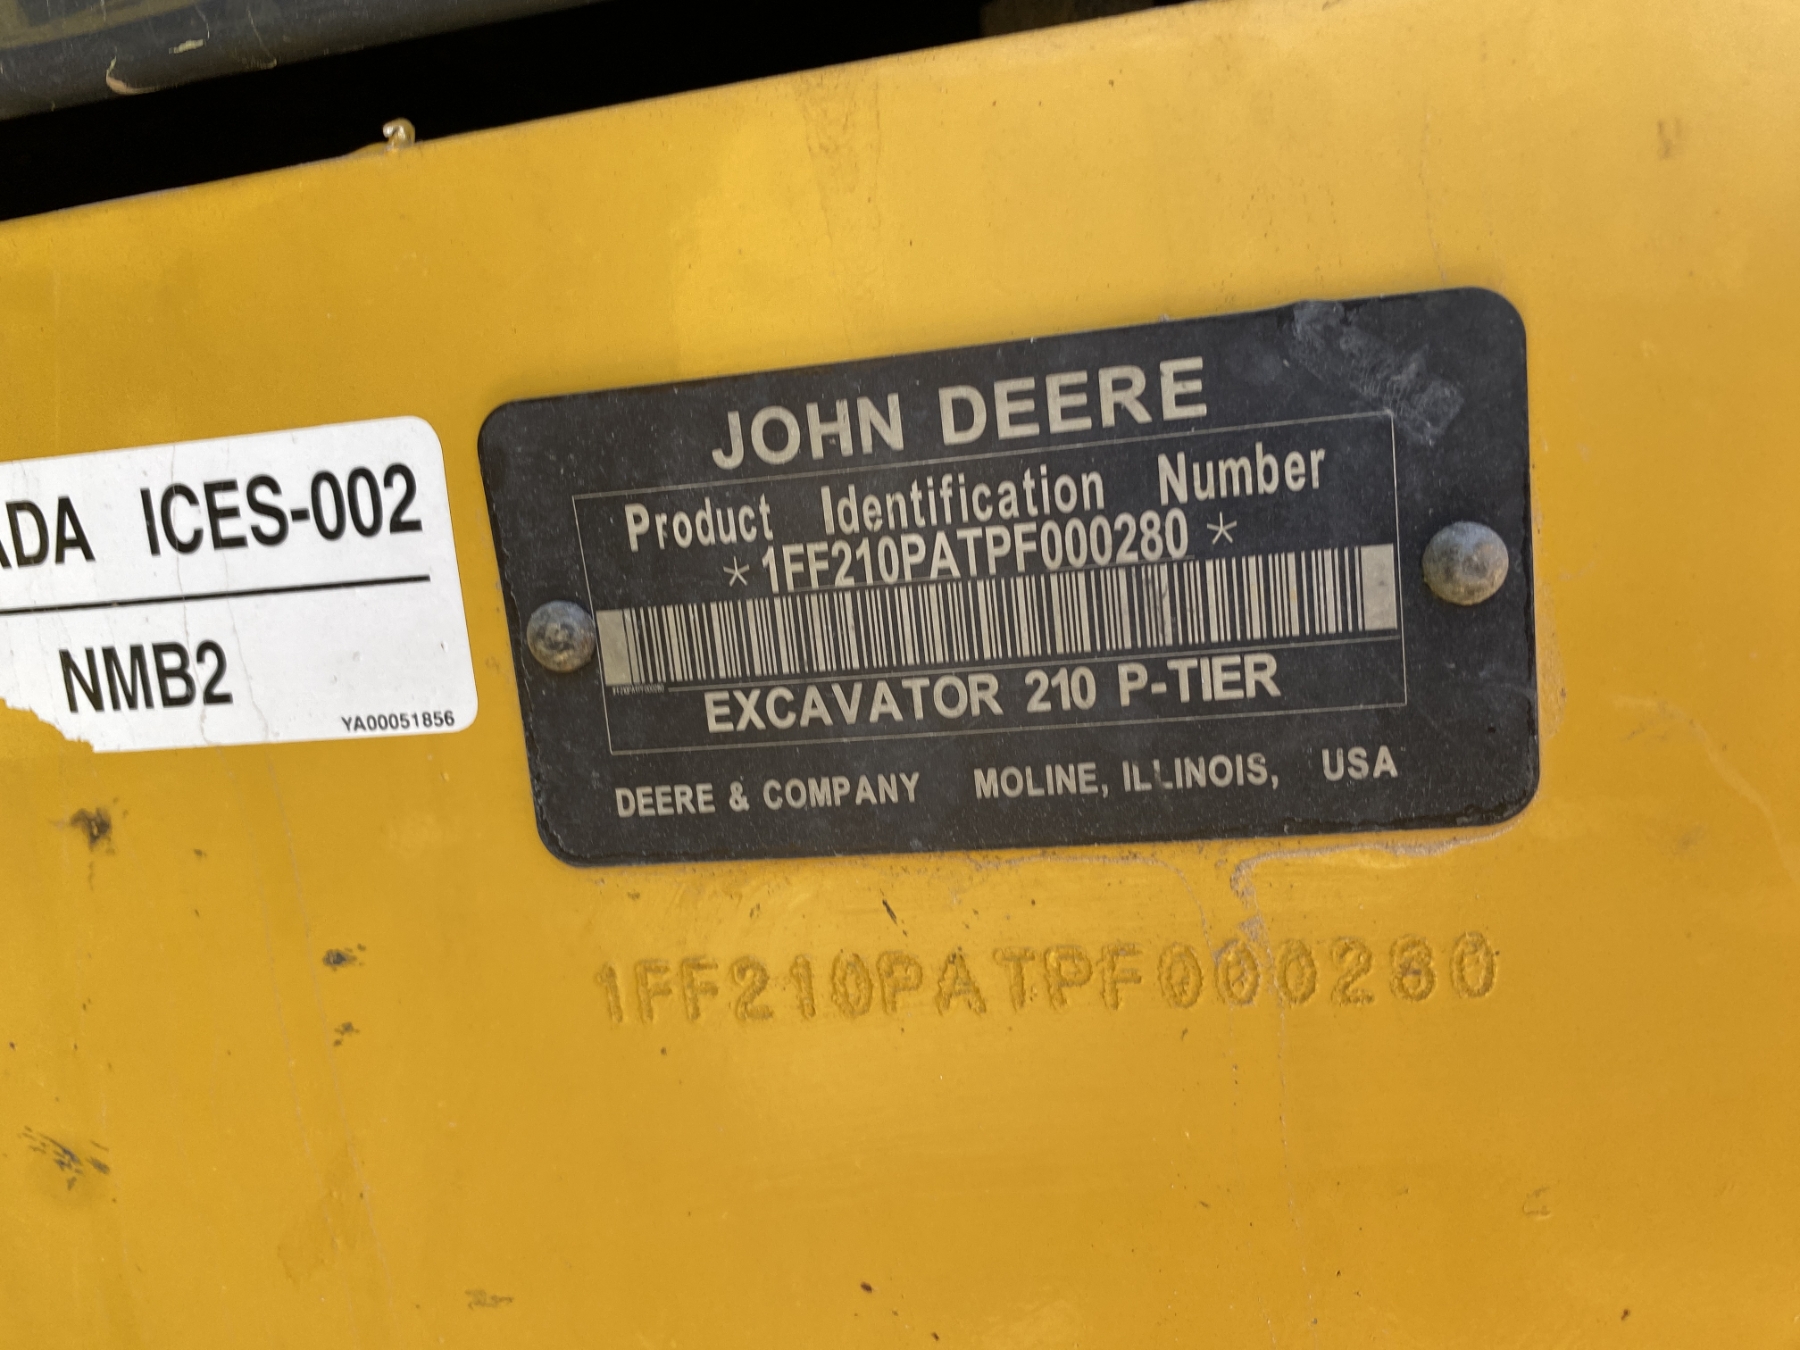 ADA ICES-002
NMB2
YA00051856
JOHN DEERE
Product Identification Number
*1FF210PATPF000280*
EXCAVATOR 210 P-TIER
DEERE & COMPANY MOLINE, ILLINOIS, USA
1FF210PATPF000280